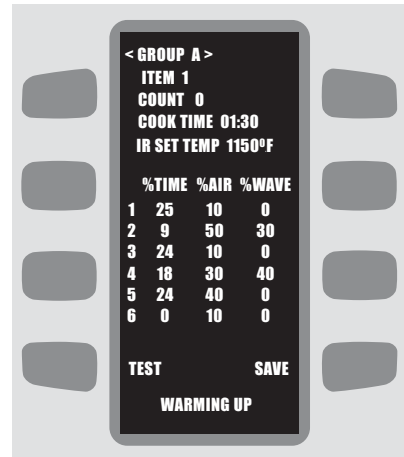 < GROUP A >
ITEM 1
COUNT 0
COOK TIME 01:30
IR SET TEMP 1150ºF
%TIME %AIR %WAVE
1 25 10 0
2 9 50 30
3 24 10 0
4 18 30 40
5 24 40 0
6 0 10 0
TEST SAVE
WARMING UP